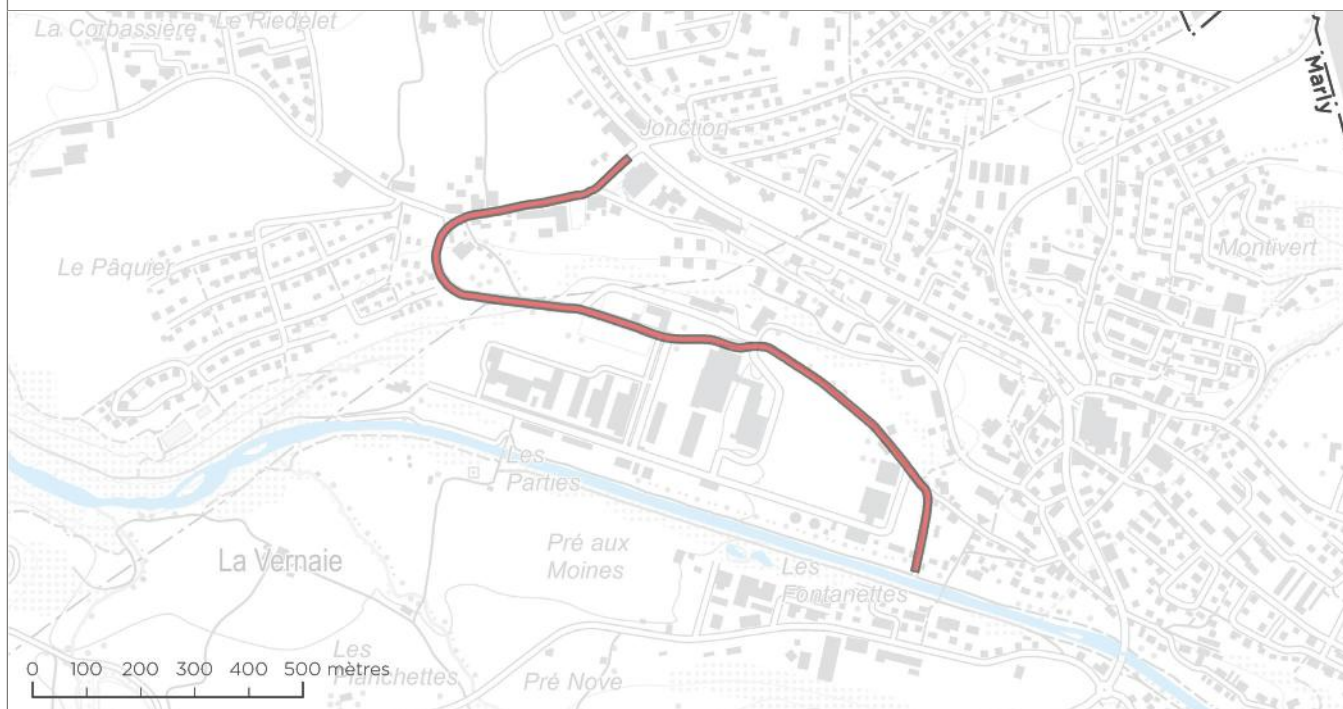 La Corbassière
Le Riedelet
Marly
Jonction
Montivert
Le Pâquier
Les
Parties
Pré aux
Moines
La Vernaie
Les
Fontanettes
Les
Planchettes
Pré Nove
0 100 200 300 400 500 mètres